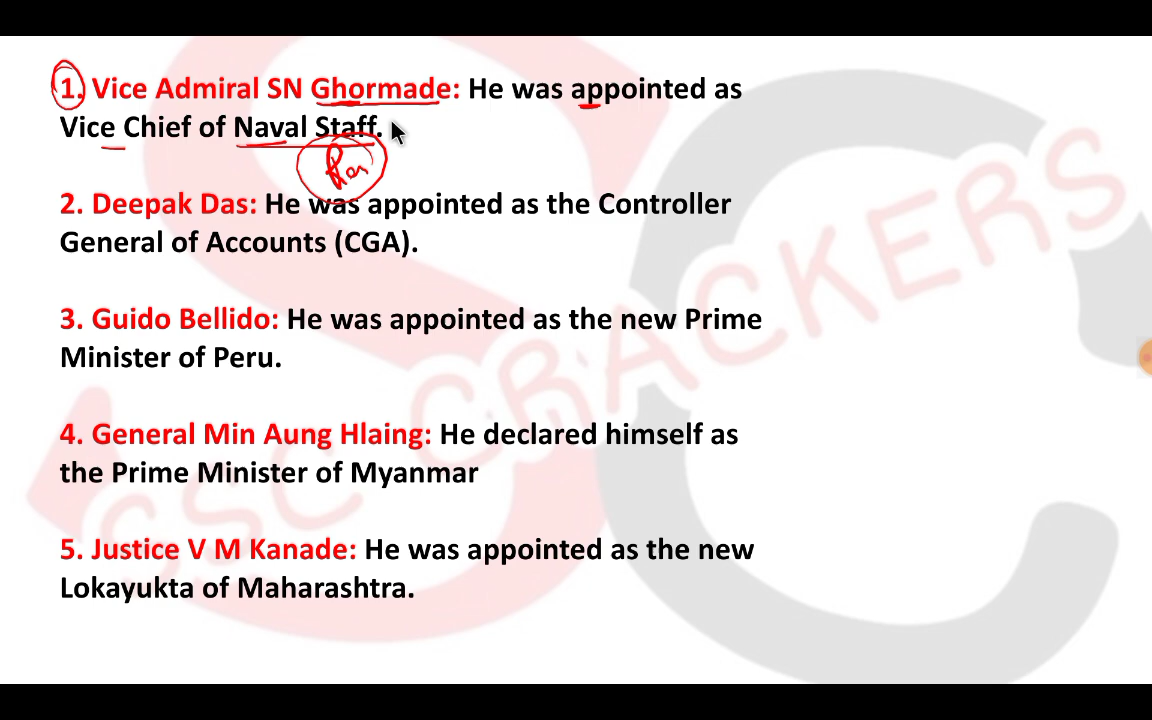 1. Vice Admiral SN Ghormade: He was appointed as
Vice Chief of Naval Staff.
2. Deepak Das: He was appointed as the Controller
General of Accounts (CGA).
3. Guido Bellido: He was appointed as the new Prime
Minister of Peru.
4. General Min Aung Hlaing: He declared himself as
the Prime Minister of Myanmar
5. Justice V M Kanade: He was appointed as the new
Lokayukta of Maharashtra.
CSC CRACKERS